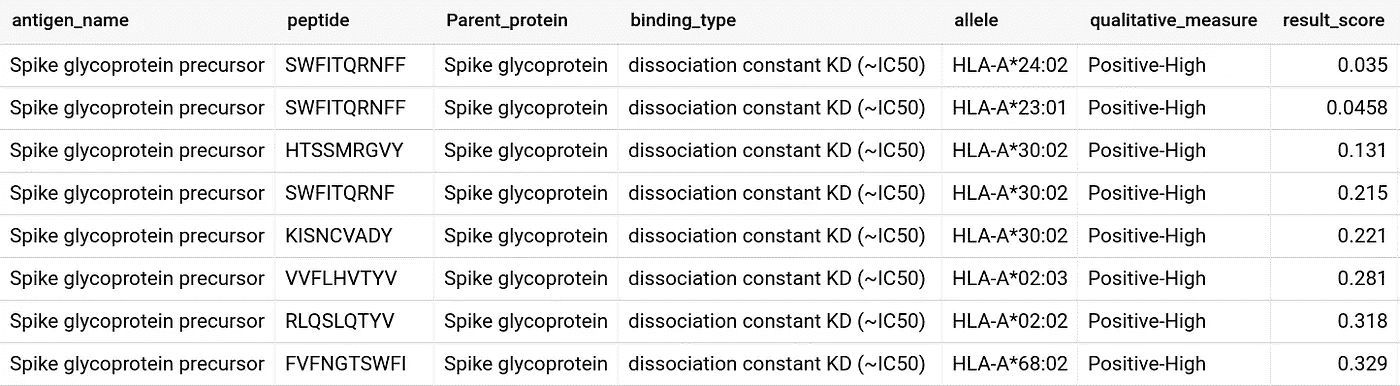 antigen_name peptide Parent_protein binding_type allele qualitative_measure result_score
Spike glycoprotein precursor SWFITQRNFF Spike glycoprotein dissociation constant KD (~IC50) HLA-A*24:02 Positive-High 0.035
Spike glycoprotein precursor SWFITQRNFF Spike glycoprotein dissociation constant KD (~IC50) HLA-A*23:01 Positive-High 0.0458
Spike glycoprotein precursor HTSSMRGVY Spike glycoprotein dissociation constant KD (~IC50) HLA-A*30:02 Positive-High 0.131
Spike glycoprotein precursor SWFITQRNF Spike glycoprotein dissociation constant KD (~IC50) HLA-A*30:02 Positive-High 0.215
Spike glycoprotein precursor KISNCVADY Spike glycoprotein dissociation constant KD (~IC50) HLA-A*30:02 Positive-High 0.221
Spike glycoprotein precursor VVFLHVTYV Spike glycoprotein dissociation constant KD (~IC50) HLA-A*02:03 Positive-High 0.281
Spike glycoprotein precursor RLQSLQTYV Spike glycoprotein dissociation constant KD (~IC50) HLA-A*02:02 Positive-High 0.318
Spike glycoprotein precursor FVFNGTSWFI Spike glycoprotein dissociation constant KD (~IC50) HLA-A*68:02 Positive-High 0.329